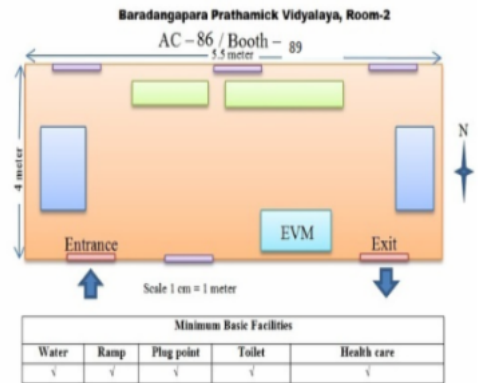 Baradangapara Prathamick Vidyalaya, Room-2
AC - 86 / Booth - 89
5.5 meter
N
4 meter
EVM
Entrance
Exit
Scale 1 cm = 1 meter
Minimum Basic Facilities
Water Ramp Plug point Toilet Health care
√ √ √ √ √